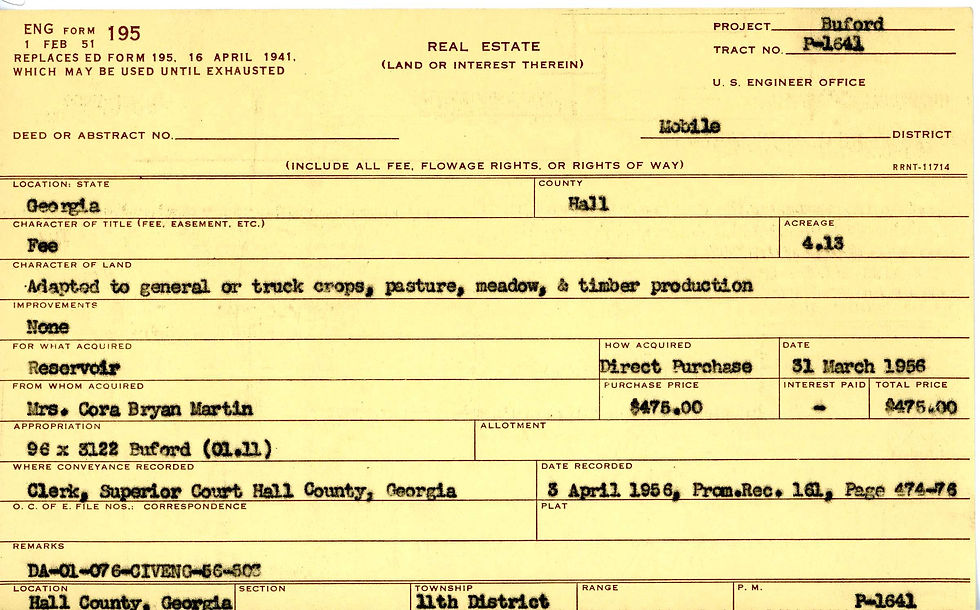 ENG FORM 195
1 FEB 51
REPLACES ED FORM 195, 16 APRIL 1941,
WHICH MAY BE USED UNTIL EXHAUSTED
REAL ESTATE
(LAND OR INTEREST THEREIN)
PROJECT Buford
TRACT NO. P-1641
U. S. ENGINEER OFFICE
DEED OR ABSTRACT NO.
Mobile DISTRICT
(INCLUDE ALL FEE, FLOWAGE RIGHTS, OR RIGHTS OF WAY) RRNT-11714
LOCATION: STATE COUNTY
Georgia Hall
CHARACTER OF TITLE (FEE, EASEMENT, ETC.) ACREAGE
Fee 4.13
CHARACTER OF LAND
Adapted to general or truck crops, pasture, meadow, & timber production
IMPROVEMENTS
None
FOR WHAT ACQUIRED HOW ACQUIRED DATE
Reservoir Direct Purchase 31 March 1956
FROM WHOM ACQUIRED PURCHASE PRICE INTEREST PAID TOTAL PRICE
Mrs. Cora Bryan Martin $475.00 - $475.00
APPROPRIATION ALLOTMENT
96 x 3122 Buford (01.11)
WHERE CONVEYANCE RECORDED DATE RECORDED
Clerk, Superior Court Hall County, Georgia 3 April 1956, Prom.Rec. 161, Page 474-76
O. C. OF E. FILE NOS.: CORRESPONDENCE PLAT
REMARKS
DA-01-076-CIVENG-56-503
LOCATION SECTION TOWNSHIP RANGE P. M.
Hall County, Georgia 11th District P-1641